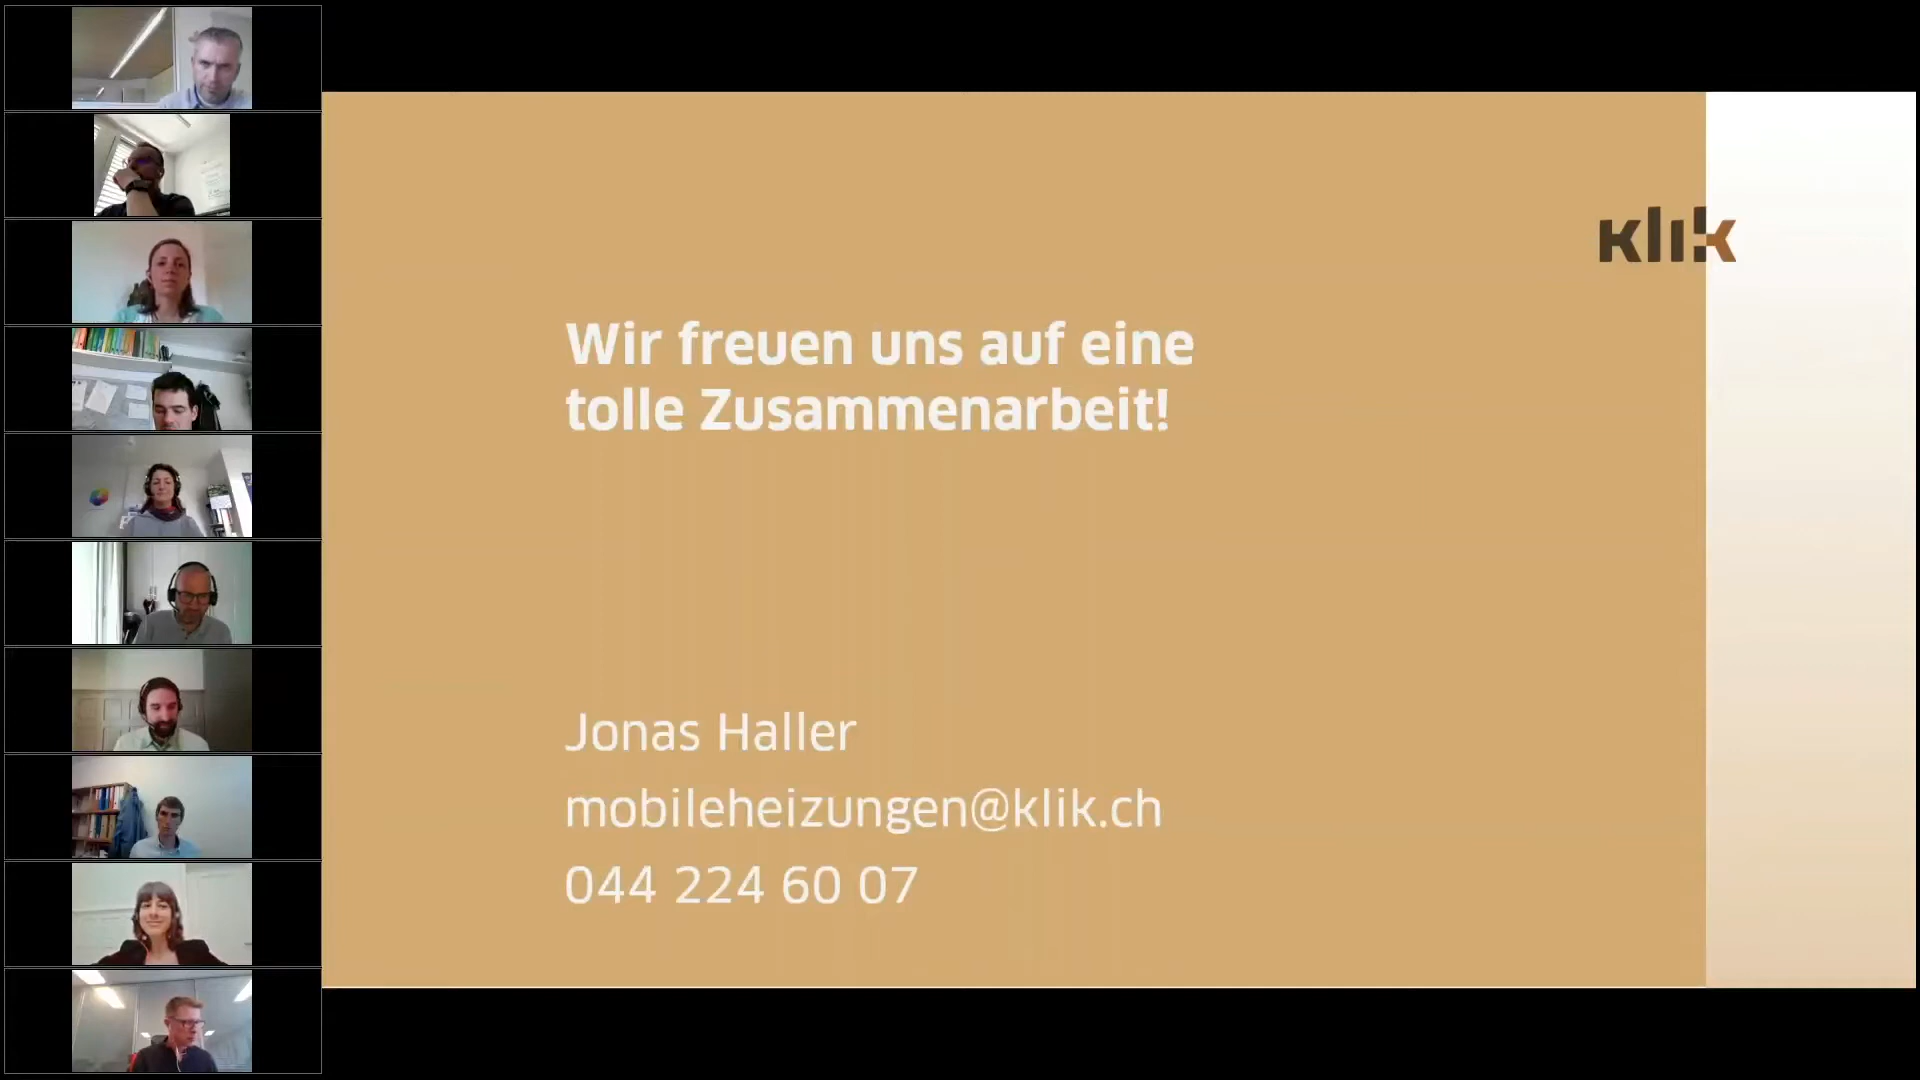 klik
Wir freuen uns auf eine
tolle Zusammenarbeit!
Jonas Haller
mobileheizungen@klik.ch
044 224 60 07